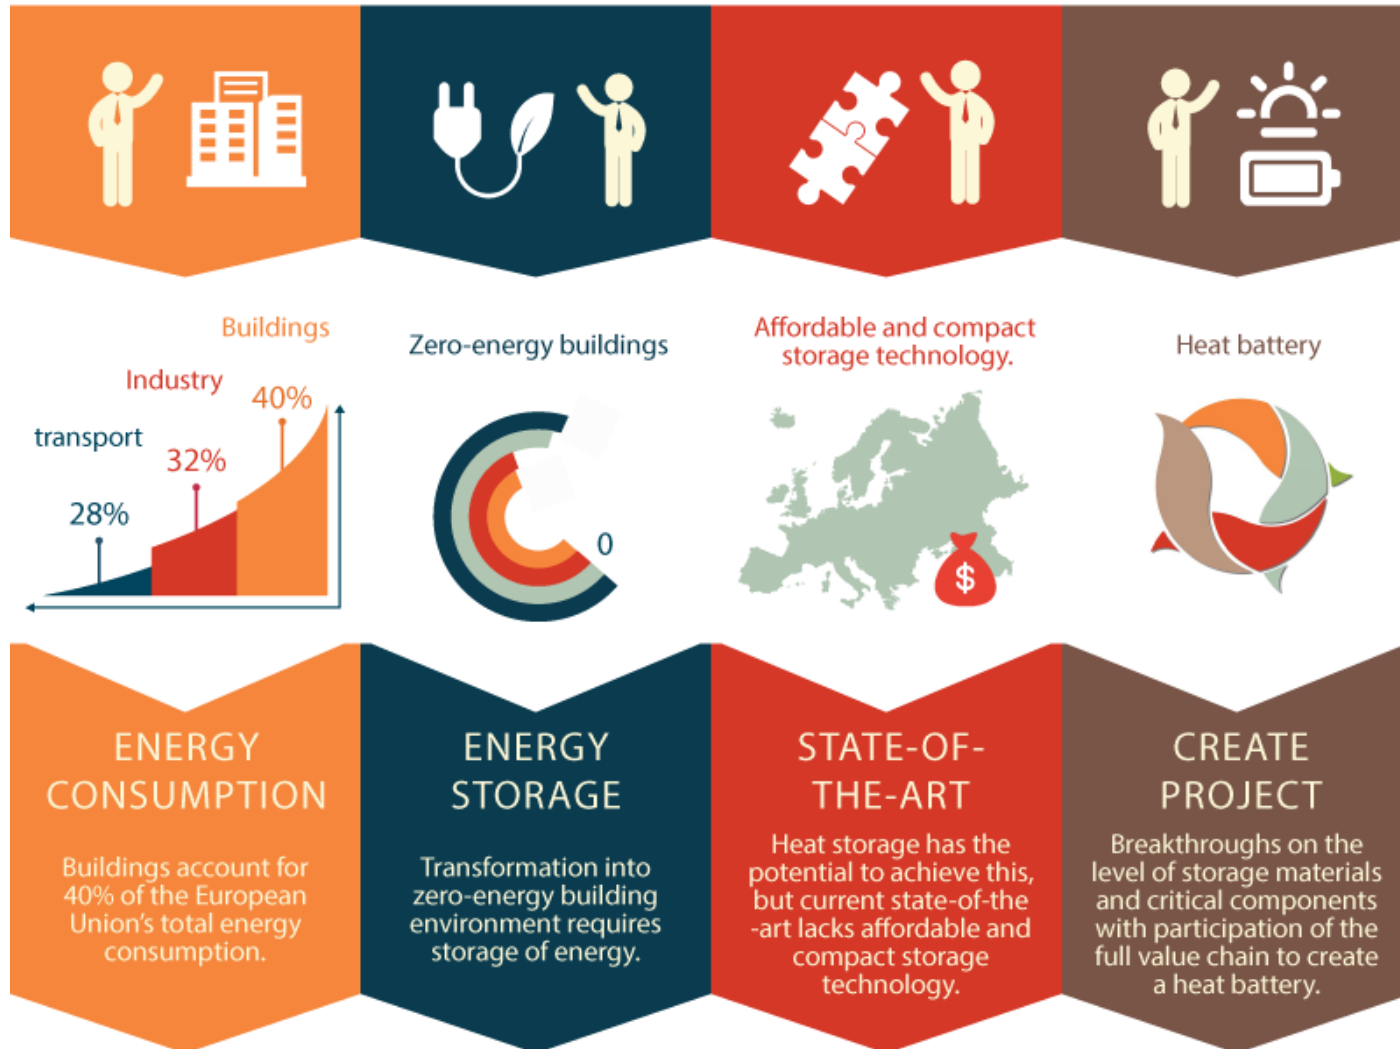 Buildings
Industry
40%
transport
32%
28%
Zero-energy buildings
0
Affordable and compact
storage technology.
$
Heat battery
ENERGY
CONSUMPTION
Buildings account for
40% of the European
Union's total energy
consumption.
ENERGY
STORAGE
Transformation into
zero-energy building
environment requires
storage of energy.
STATE-OF-
THE-ART
Heat storage has the
potential to achieve this,
but current state-of-the
-art lacks affordable and
compact storage
technology.
CREATE
PROJECT
Breakthroughs on the
level of storage materials
and critical components
with participation of the
full value chain to create
a heat battery.